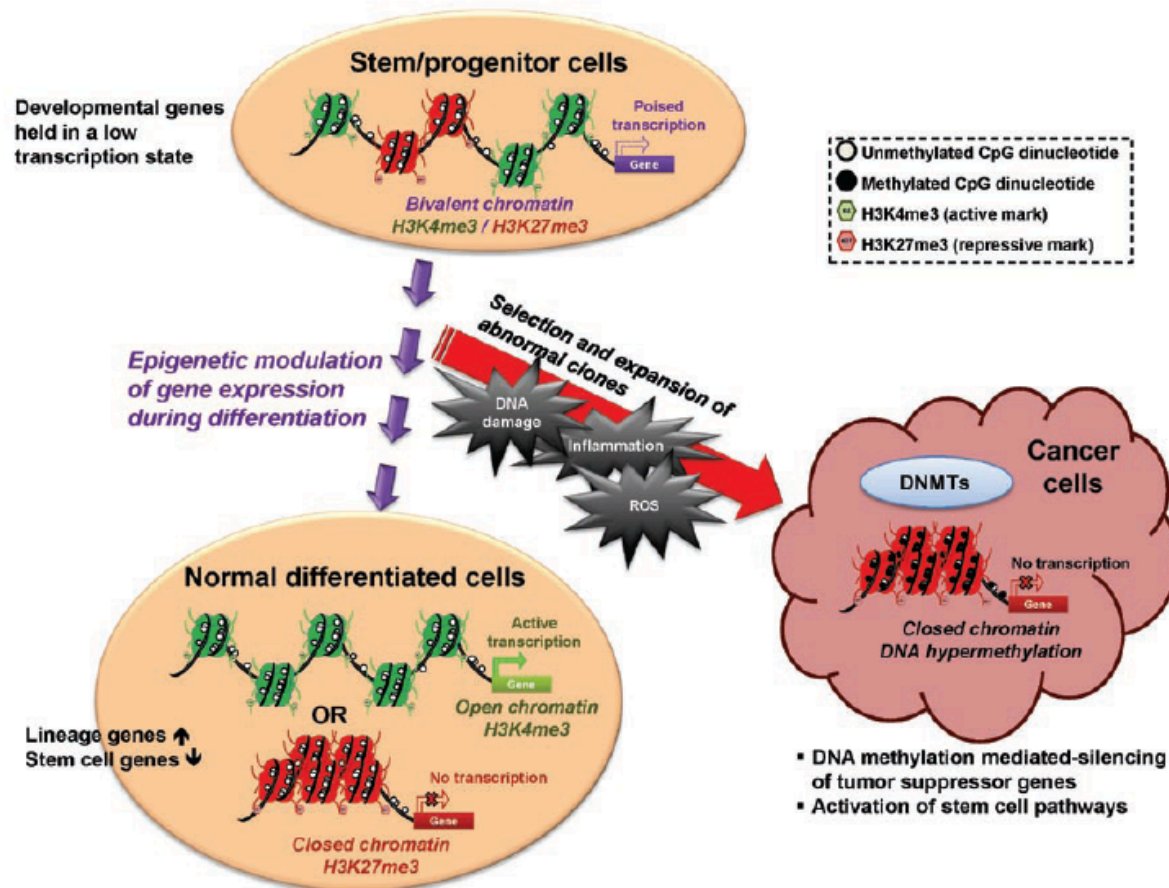 Stem/progenitor cells
Developmental genes
held in a low
transcription state
Poised
transcription
Gene
Bivalent chromatin
H3K4me3 / H3K27me3
Unmethylated CpG dinucleotide
Methylated CpG dinucleotide
H3K4me3 (active mark)
H3K27me3 (repressive mark)
Epigenetic modulation
of gene expression
during differentiation
Selection and expansion of
abnormal clones
DNA
damage
Inflammation
ROS
Cancer
cells
DNMTs
No transcription
Gene
Closed chromatin
DNA hypermethylation
DNA methylation mediated-silencing
of tumor suppressor genes
Activation of stem cell pathways
Normal differentiated cells
Active
transcription
Gene
Open chromatin
H3K4me3
OR
Lineage genes ↑
Stem cell genes ↓
No transcription
Gene
Closed chromatin
H3K27me3